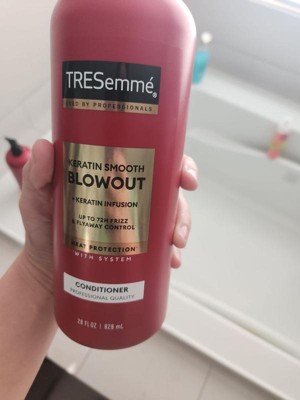 TRESemmé
USED BY PROFESSIONALS
KERATIN SMOOTH
BLOWOUT
+ KERATIN INFUSION
UP TO 72H FRIZZ
& FLYAWAY CONTROL
HEAT PROTECTION
WITH SYSTEM
CONDITIONER
PROFESSIONAL QUALITY
28 FL OZ | 828 mL